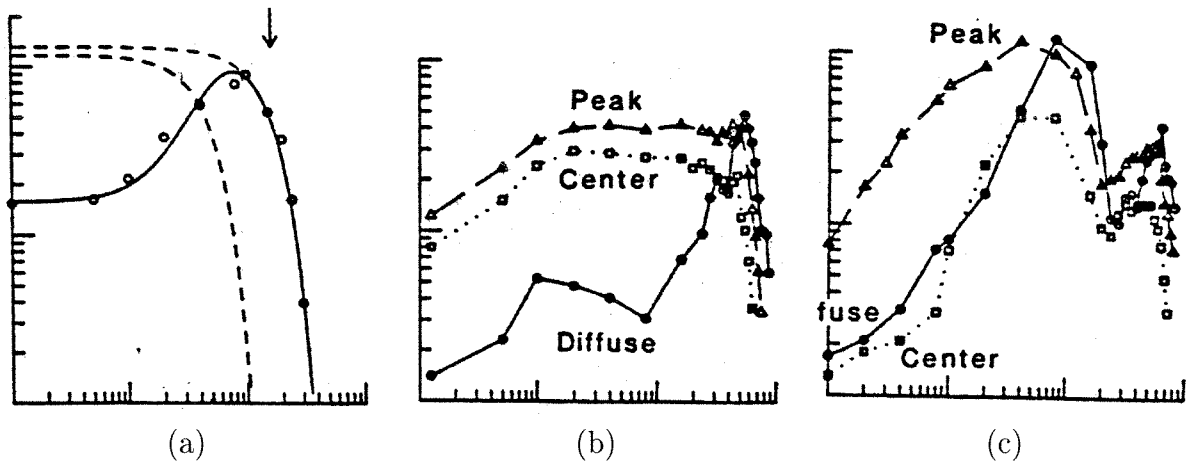 Peak
Center
Diffuse
Peak
fuse
Center
(a)
(b)
(c)